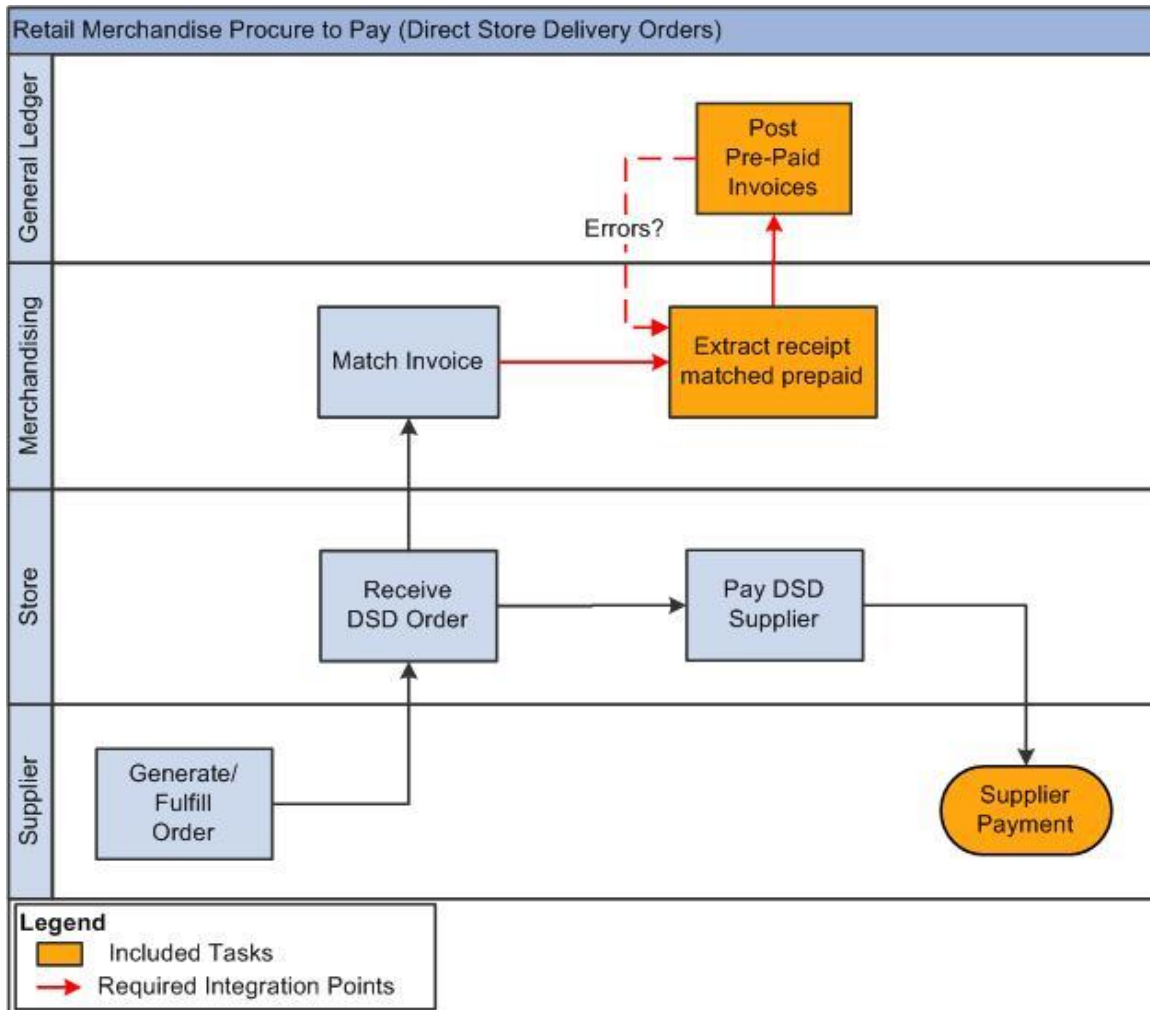 Retail Merchandise Procure to Pay (Direct Store Delivery Orders)
General Ledger
Post
Pre-Paid
Invoices
Errors?
Merchandising
Match Invoice
Extract receipt
matched prepaid
Store
Receive
DSD Order
Pay DSD
Supplier
Supplier
Generate/
Fulfill
Order
Supplier
Payment
Legend
Included Tasks
Required Integration Points